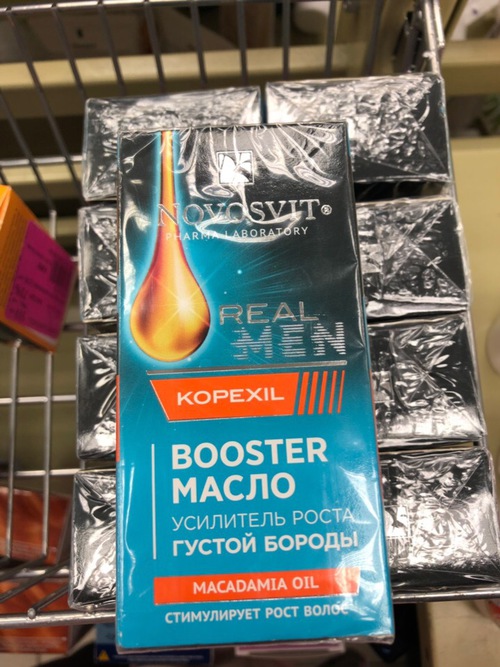 NOVOSVIT®
PHARMA LABORATORY
REAL
MEN
KOPEXIL
BOOSTER
МАСЛО
УСИЛИТЕЛЬ РОСТА
ГУСТОЙ БОРОДЫ
MACADAMIA OIL
СТИМУЛИРУЕТ РОСТ ВОЛОС